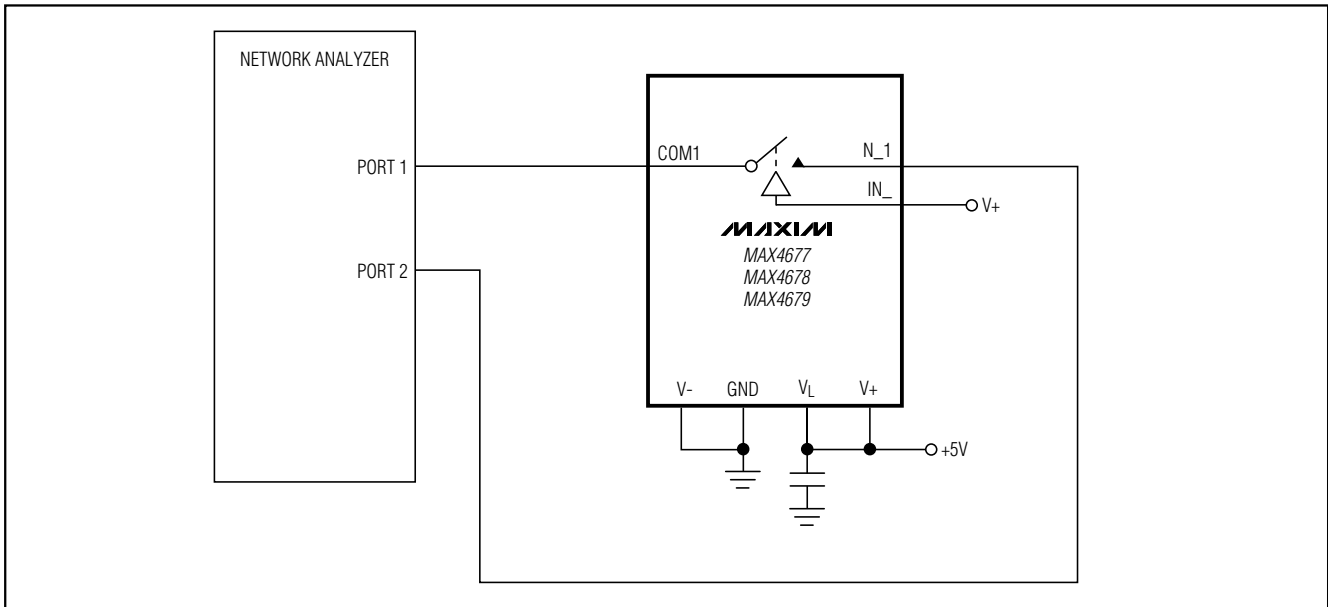 NETWORK ANALYZER
PORT 1
COM1
N_1
IN_
V+
MAXIM
MAX4677
MAX4678
MAX4679
PORT 2
V-
GND
VL
V+
+5V